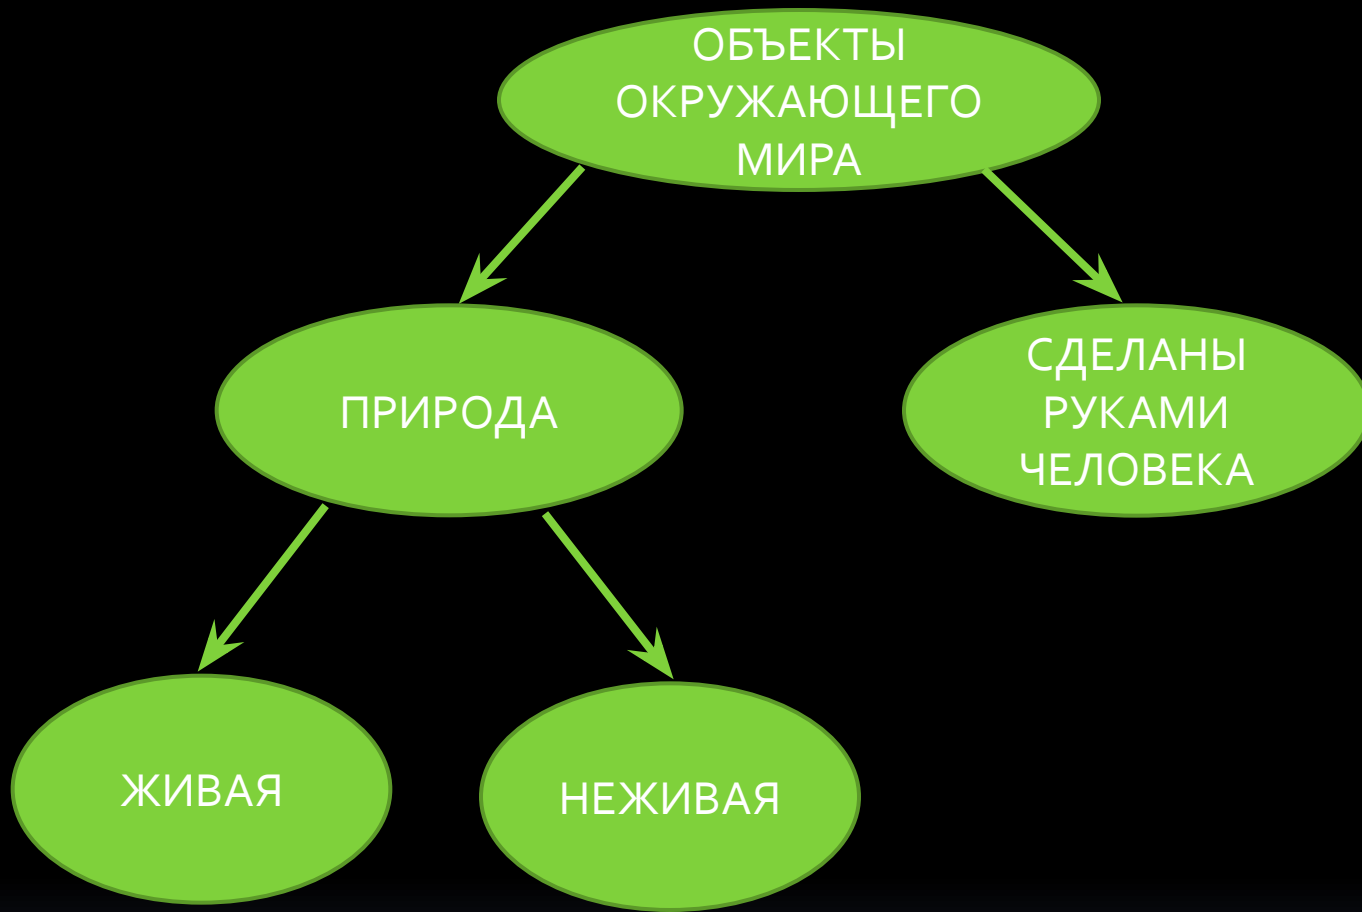 ОБЪЕКТЫ
ОКРУЖАЮЩЕГО
МИРА
ПРИРОДА
СДЕЛАНЫ
РУКАМИ
ЧЕЛОВЕКА
ЖИВАЯ
НЕЖИВАЯ